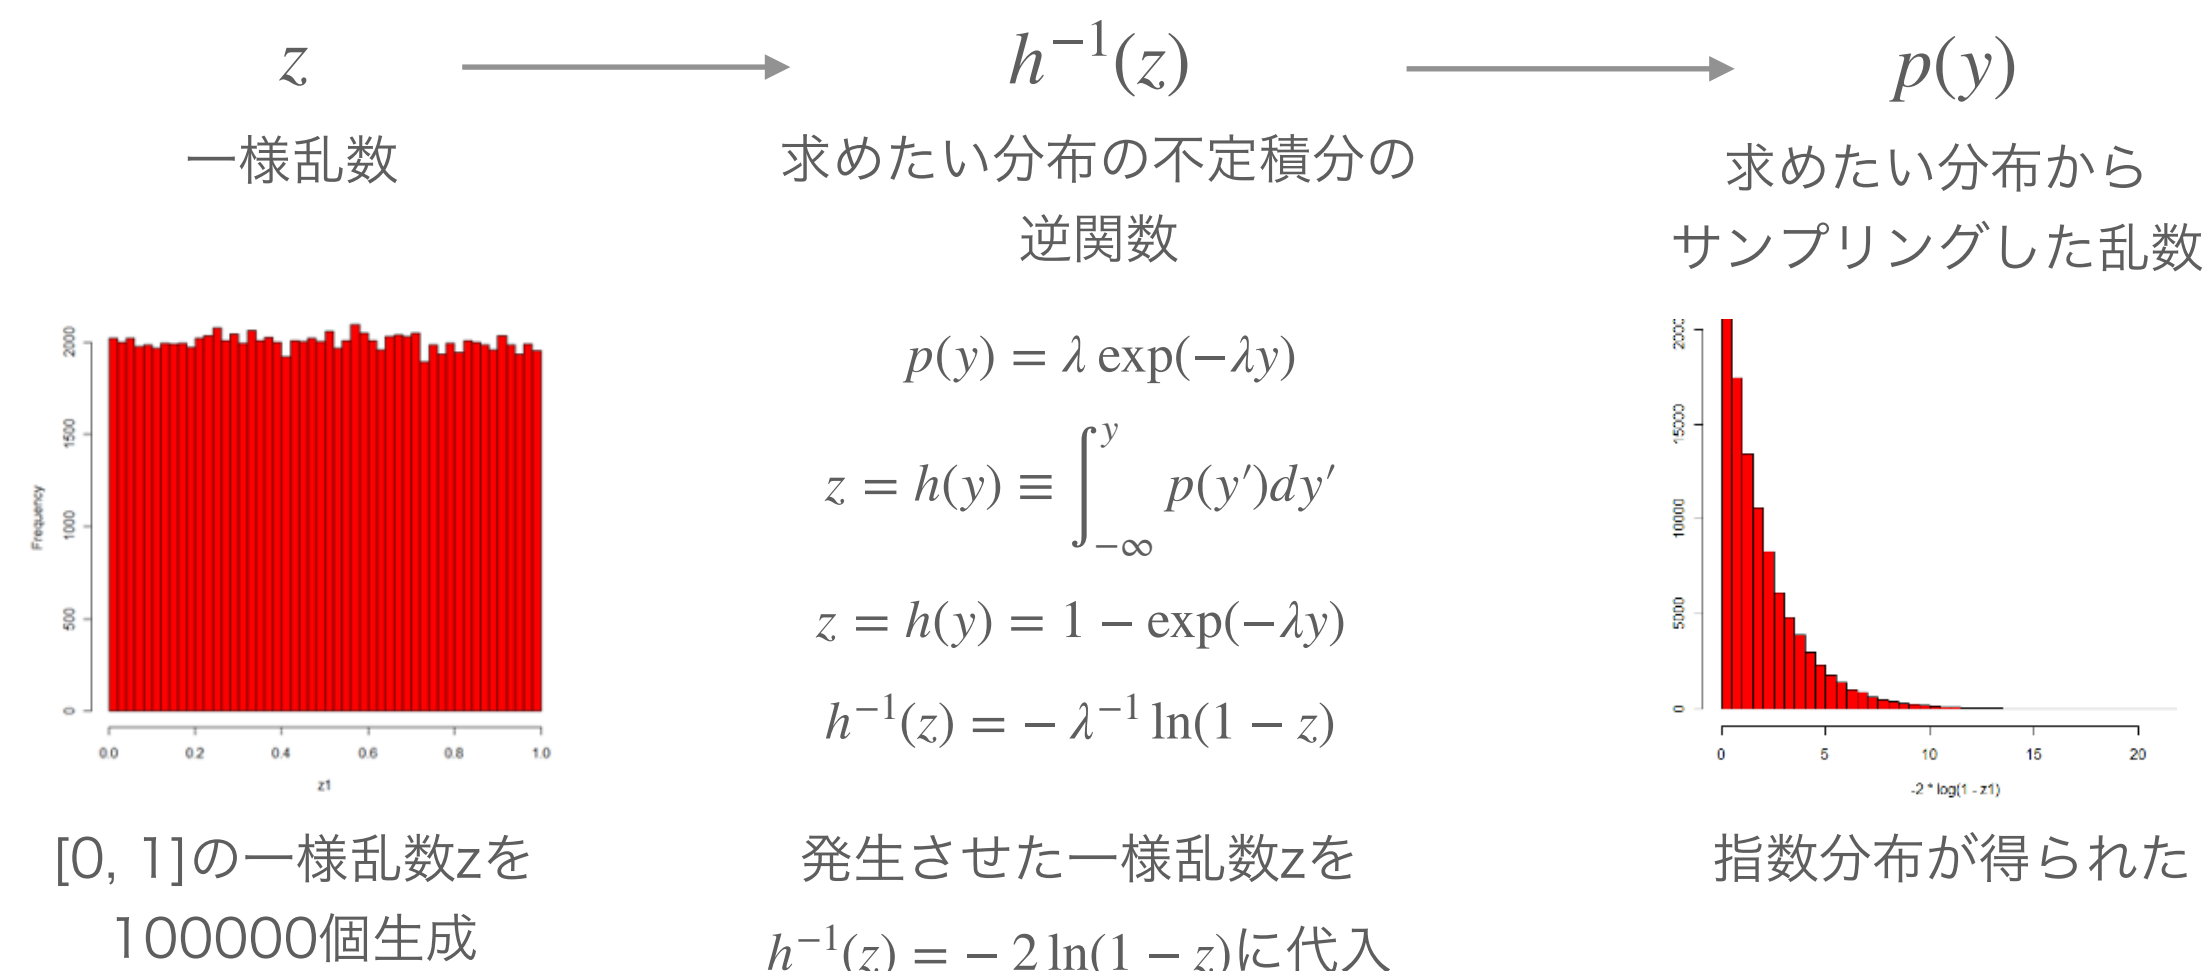 z
h⁻¹(z)
p(y)
一様乱数
求めたい分布の不定積分の
逆関数
求めたい分布から
サンプリングした乱数
p(y) = λ exp(−λy)
z = h(y) ≡ ∫_{−∞}^{y} p(y′)dy′
z = h(y) = 1 − exp(−λy)
h⁻¹(z) = − λ⁻¹ ln(1 − z)
Frequency
2000
1500
1000
500
0
0.0 0.2 0.4 0.6 0.8 1.0
z1
15000
10000
5000
0
0 5 10 15 20
-2 * log(1 - z1)
[0, 1]の一様乱数zを
100000個生成
発生させた一様乱数zを
h⁻¹(z) = − 2 ln(1 − z)に代入
指数分布が得られた